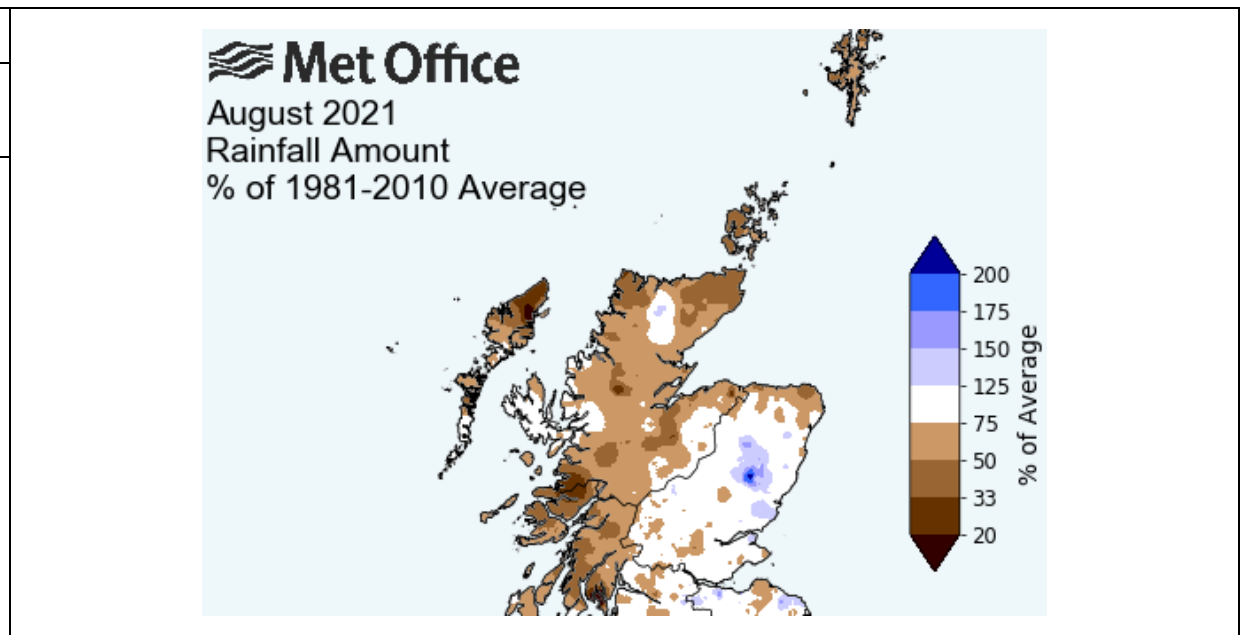 Met Office
August 2021
Rainfall Amount
% of 1981-2010 Average
200
175
150
125
75
50
33
20
% of Average